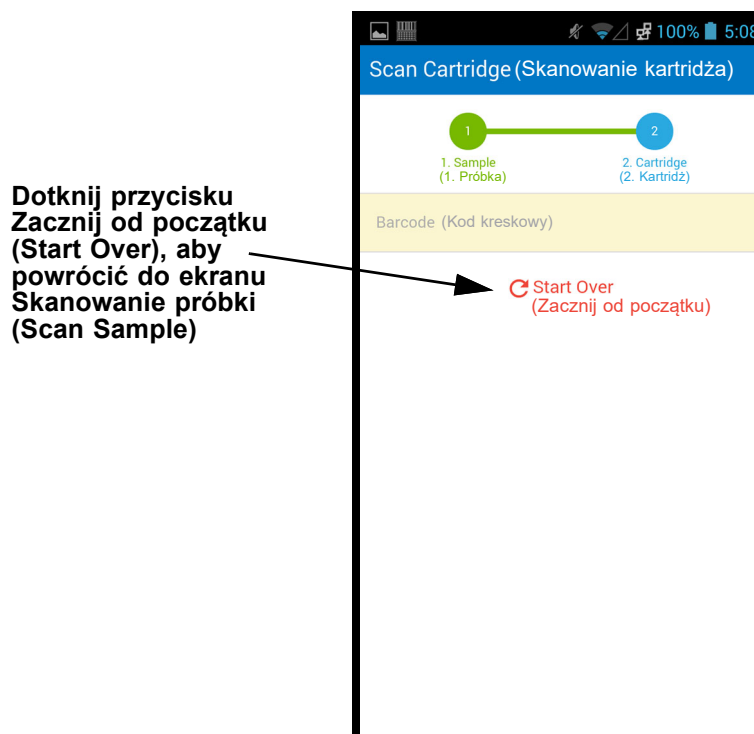 100% 5:08
Scan Cartridge (Skanowanie kartridża)
1 2
1. Sample
(1. Próbka)
2. Cartridge
(2. Kartridż)
Barcode (Kod kreskowy)
Dotknij przycisku
Zacznij od początku
(Start Over), aby
powrócić do ekranu
Skanowanie próbki
(Scan Sample)
Start Over
(Zacznij od początku)